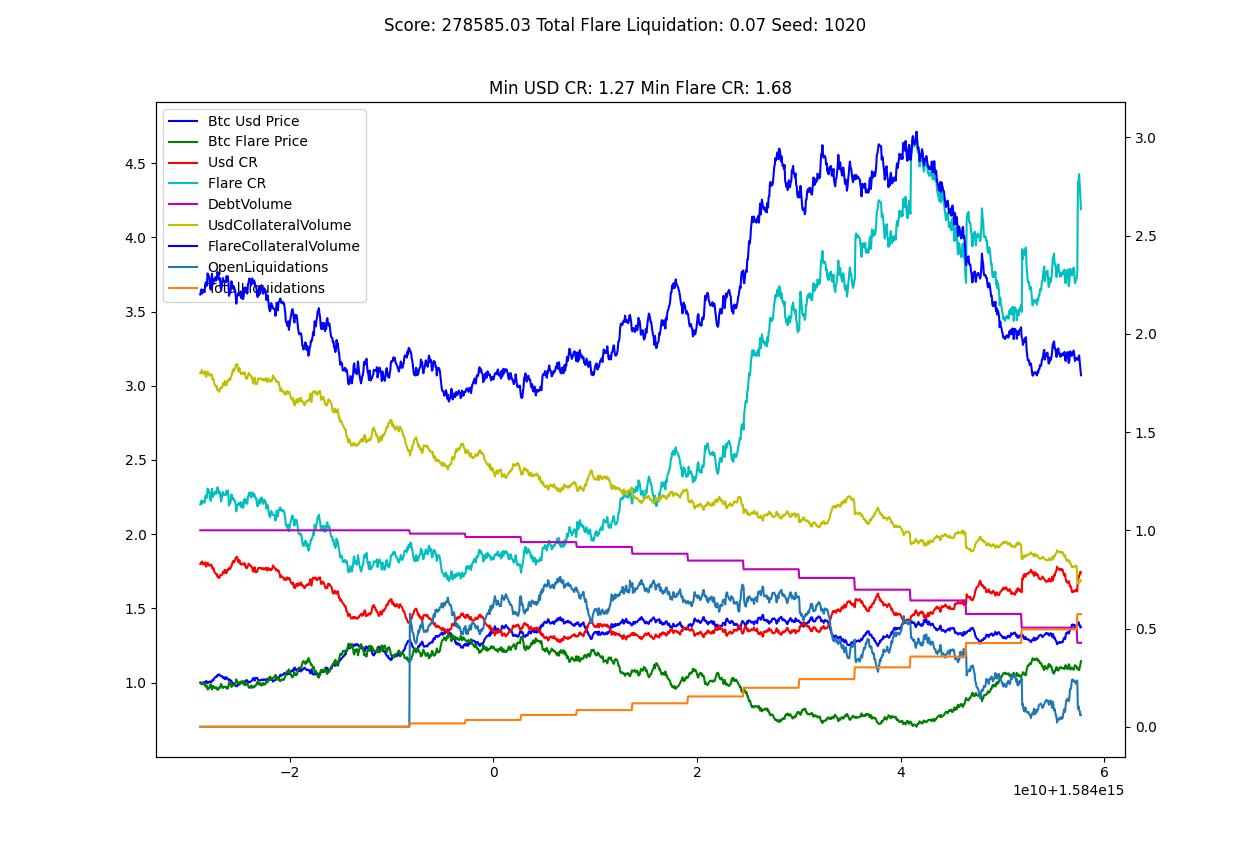 Score: 278585.03 Total Flare Liquidation: 0.07 Seed: 1020
Min USD CR: 1.27 Min Flare CR: 1.68
Btc Usd Price
Btc Flare Price
Usd CR
Flare CR
DebtVolume
UsdCollateralVolume
FlareCollateralVolume
OpenLiquidations
TotalLiquidations
4.5
4.0
3.5
3.0
2.5
2.0
1.5
1.0
3.0
2.5
2.0
1.5
1.0
0.5
0.0
−2 0 2 4 6
1e10+1.584e15